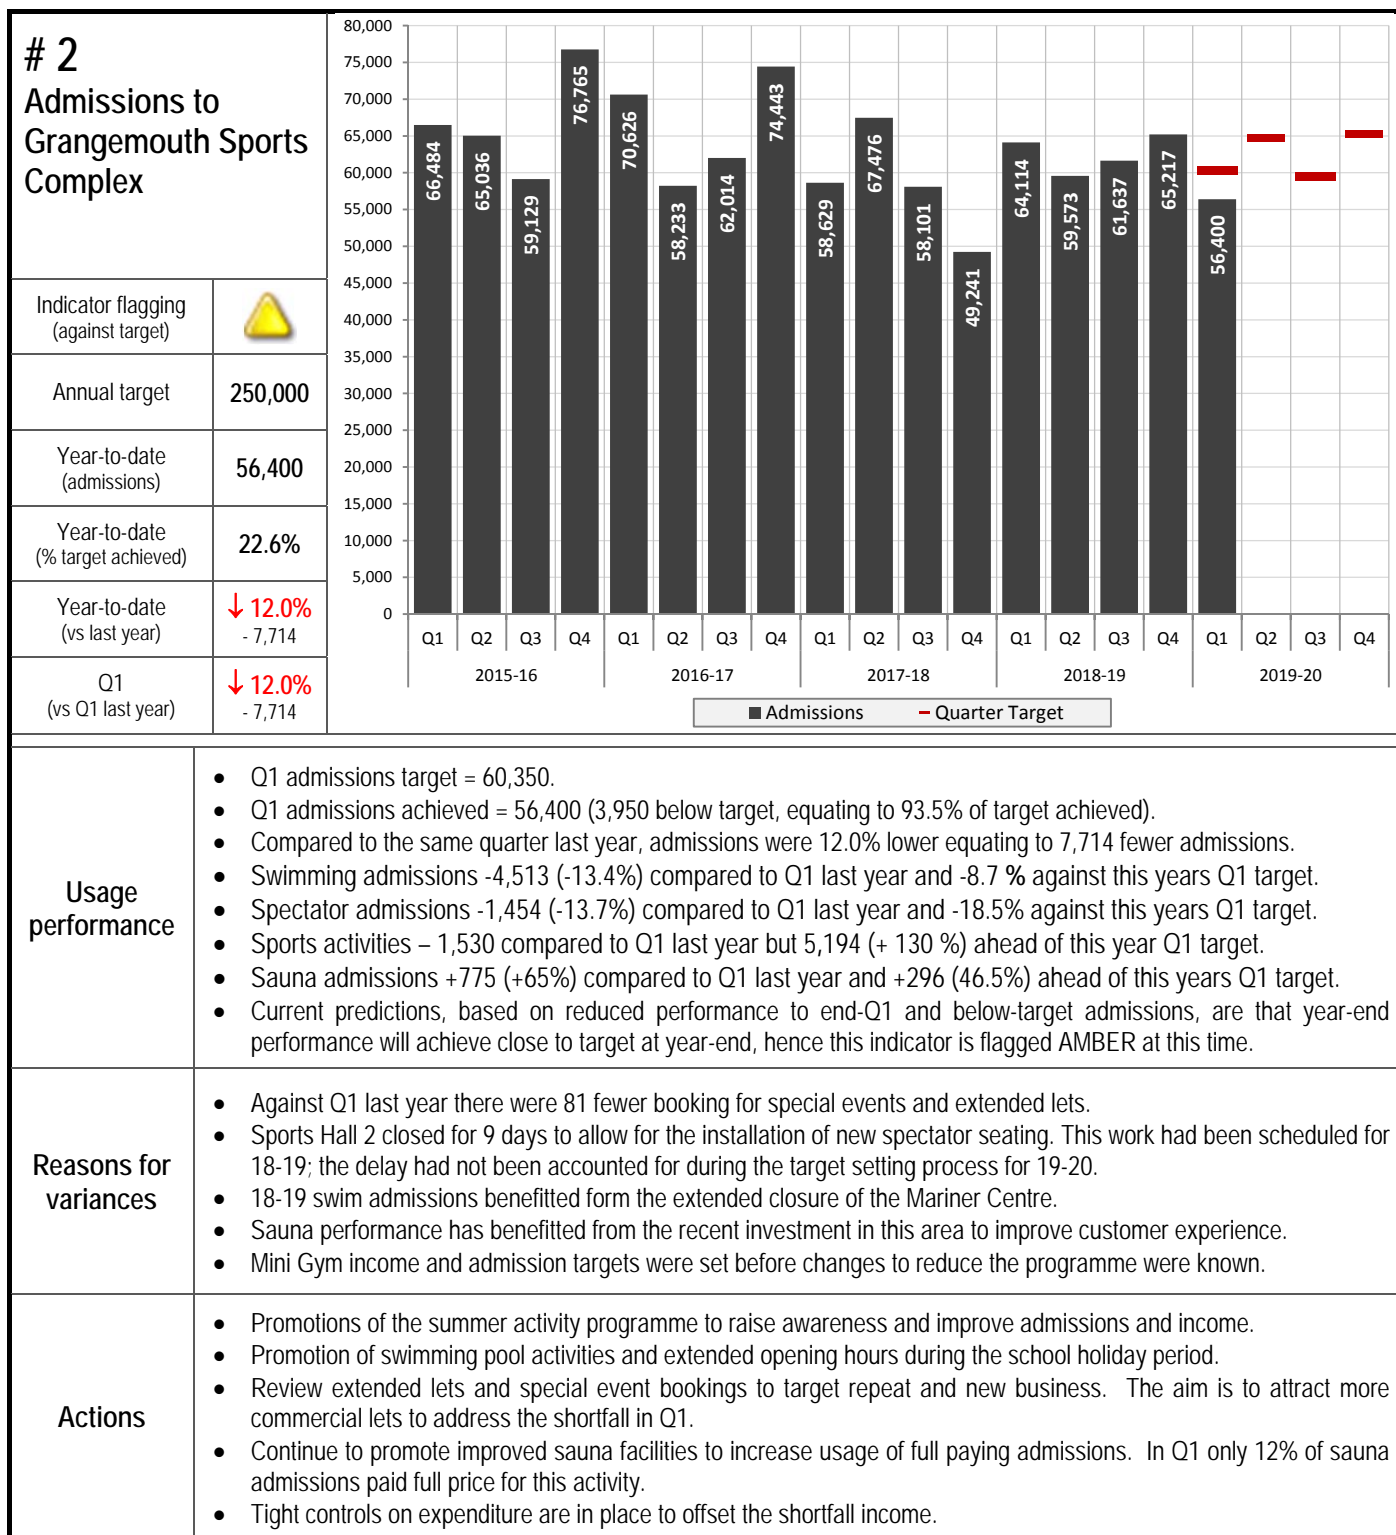 # 2
Admissions to
Grangemouth Sports
Complex
Indicator flagging
(against target)
Annual target
250,000
Year-to-date
(admissions)
56,400
Year-to-date
(% target achieved)
22.6%
Year-to-date
(vs last year)
↓ 12.0%
- 7,714
Q1
(vs Q1 last year)
↓ 12.0%
- 7,714
80,000
75,000
70,000
65,000
60,000
55,000
50,000
45,000
40,000
35,000
30,000
25,000
20,000
15,000
10,000
5,000
0
66,484
65,036
59,129
76,765
70,626
58,233
62,014
74,443
58,629
67,476
58,101
49,241
64,114
59,573
61,637
65,217
56,400
Q1 Q2 Q3 Q4 Q1 Q2 Q3 Q4 Q1 Q2 Q3 Q4 Q1 Q2 Q3 Q4 Q1 Q2 Q3 Q4
2015-16 2016-17 2017-18 2018-19 2019-20
Admissions Quarter Target
Usage
performance
• Q1 admissions target = 60,350.
• Q1 admissions achieved = 56,400 (3,950 below target, equating to 93.5% of target achieved).
• Compared to the same quarter last year, admissions were 12.0% lower equating to 7,714 fewer admissions.
• Swimming admissions -4,513 (-13.4%) compared to Q1 last year and -8.7 % against this years Q1 target.
• Spectator admissions -1,454 (-13.7%) compared to Q1 last year and -18.5% against this years Q1 target.
• Sports activities – 1,530 compared to Q1 last year but 5,194 (+ 130 %) ahead of this year Q1 target.
• Sauna admissions +775 (+65%) compared to Q1 last year and +296 (46.5%) ahead of this years Q1 target.
• Current predictions, based on reduced performance to end-Q1 and below-target admissions, are that year-end
performance will achieve close to target at year-end, hence this indicator is flagged AMBER at this time.
Reasons for
variances
• Against Q1 last year there were 81 fewer booking for special events and extended lets.
• Sports Hall 2 closed for 9 days to allow for the installation of new spectator seating. This work had been scheduled for
18-19; the delay had not been accounted for during the target setting process for 19-20.
• 18-19 swim admissions benefitted form the extended closure of the Mariner Centre.
• Sauna performance has benefitted from the recent investment in this area to improve customer experience.
• Mini Gym income and admission targets were set before changes to reduce the programme were known.
Actions
• Promotions of the summer activity programme to raise awareness and improve admissions and income.
• Promotion of swimming pool activities and extended opening hours during the school holiday period.
• Review extended lets and special event bookings to target repeat and new business. The aim is to attract more
commercial lets to address the shortfall in Q1.
• Continue to promote improved sauna facilities to increase usage of full paying admissions. In Q1 only 12% of sauna
admissions paid full price for this activity.
• Tight controls on expenditure are in place to offset the shortfall income.